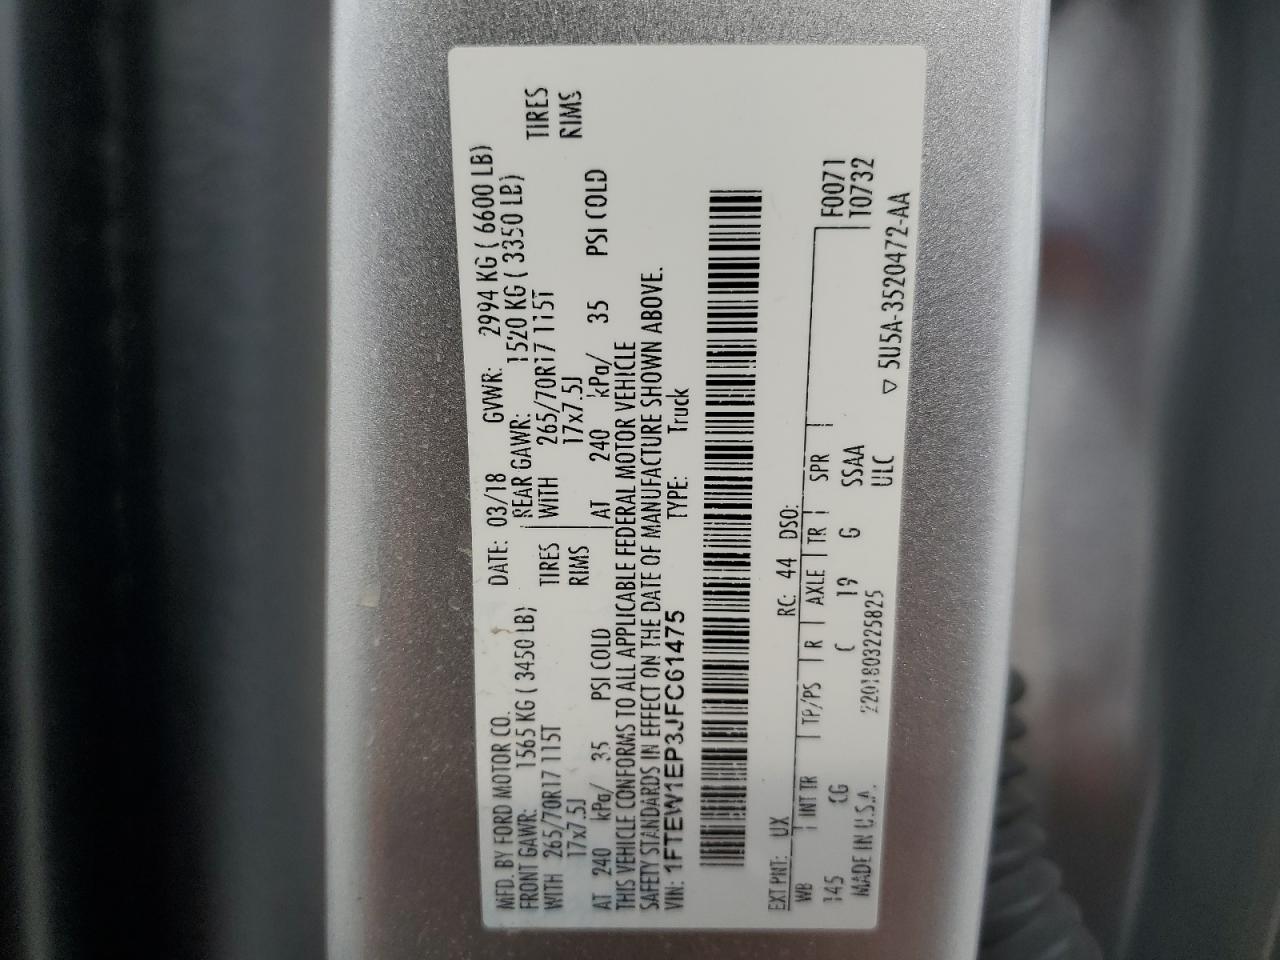 MFD. BY FORD MOTOR CO. DATE: 03/18 GVWR: 2994 KG ( 6600 LB)
FRONT GAWR: 1565 KG ( 3450 LB) REAR GAWR: 1520 KG ( 3350 LB)
WITH 265/70R17 115T TIRES WITH 265/70R17 115T TIRES
17x7.5J RIMS 17x7.5J RIMS
AT 240 kPa/ 35 PSI COLD AT 240 kPa/ 35 PSI COLD
THIS VEHICLE CONFORMS TO ALL APPLICABLE FEDERAL MOTOR VEHICLE
SAFETY STANDARDS IN EFFECT ON THE DATE OF MANUFACTURE SHOWN ABOVE.
VIN: 1FTEW1EP3JFC61475 TYPE: Truck
EXT PNT: UX RC: 44 DSO:
WB INT TR TP/PS R AXLE TR SPR F0071
145 CG C 19 G SSAA T0732
MADE IN U.S.A. 2201803225825 ULC
▽ 5U5A-3520472-AA